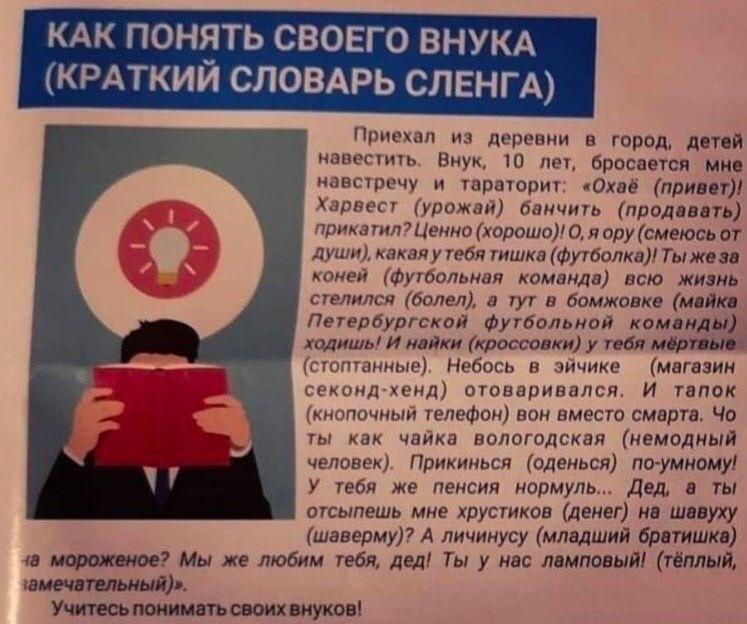 КАК ПОНЯТЬ СВОЕГО ВНУКА
(КРАТКИЙ СЛОВАРЬ СЛЕНГА)
Приехал из деревни в город, детей
навестить. Внук, 10 лет, бросается мне
навстречу и тараторит: «Охаё (привет)!
Харвест (урожай) банчить (продавать)
прикатил? Ценно (хорошо)! О, я ору (смеюсь от
души), какая у тебя тишка (футболка)! Ты же за
коней (футбольная команда) всю жизнь
стелился (болел), а тут в бомжовке (майка
Петербургской футбольной команды)
ходишь! И найки (кроссовки) у тебя мёртвые
(стоптанные). Небось в эйчике (магазин
секонд-хенд) отоваривался. И тапок
(кнопочный телефон) вон вместо смарта. Чо
ты как чайка вологодская (немодный
человек). Прикинься (оденься) по-умному!
У тебя же пенсия нормуль... Дед, а ты
отсыпешь мне хрустиков (денег) на шавуху
(шаверму)? А личинусу (младший братишка)
на мороженое? Мы же любим тебя, дед! Ты у нас ламповый! (тёплый,
замечательный)».
Учитесь понимать своих внуков!